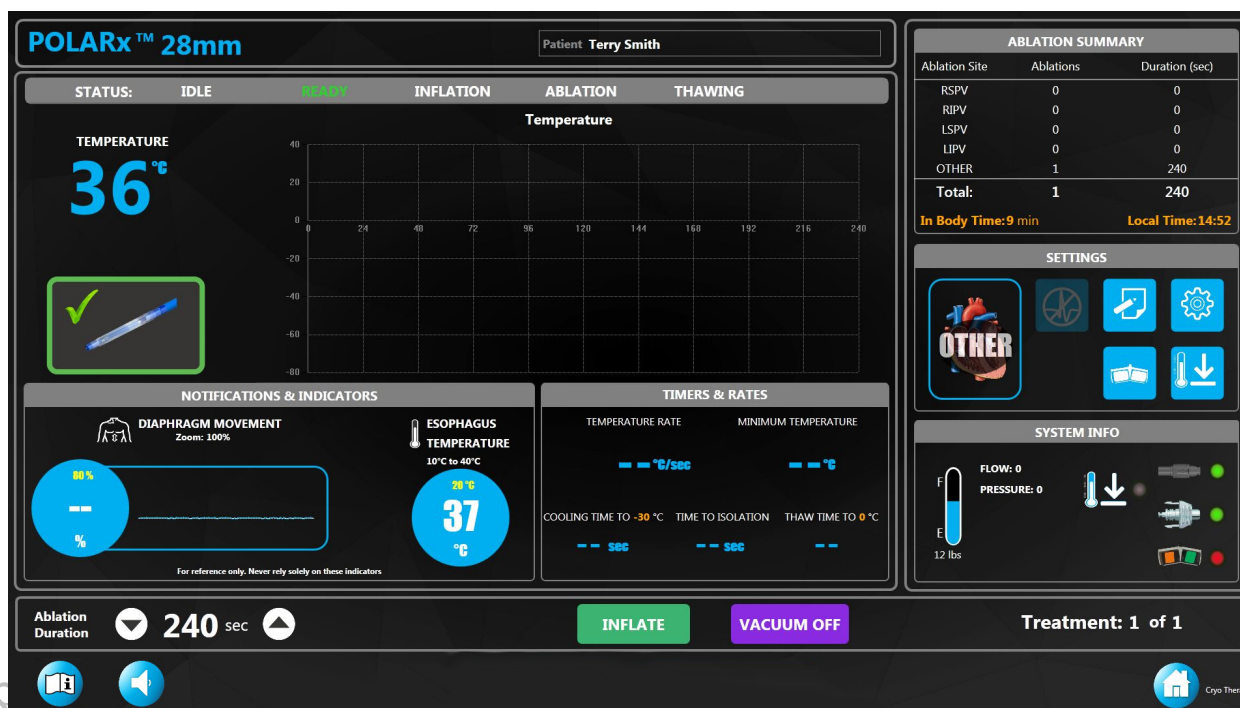 POLARx™ 28mm
Patient Terry Smith
STATUS: IDLE READY INFLATION ABLATION THAWING
TEMPERATURE
36 °C
Temperature
40
20
0
-20
-40
-60
-80
0 24 48 72 96 120 144 168 192 216 240
NOTIFICATIONS & INDICATORS
DIAPHRAGM MOVEMENT
Zoom: 100%
80 %
--
%
ESOPHAGUS
TEMPERATURE
10°C to 40°C
20 °C
37
°C
For reference only. Never rely solely on these indicators
TIMERS & RATES
TEMPERATURE RATE MINIMUM TEMPERATURE
-- °C/sec -- °C
COOLING TIME TO -30 °C TIME TO ISOLATION THAW TIME TO 0 °C
-- sec -- sec --
ABLATION SUMMARY
Ablation Site Ablations Duration (sec)
RSPV 0 0
RIPV 0 0
LSPV 0 0
LIPV 0 0
OTHER 1 240
Total: 1 240
In Body Time:9 min Local Time:14:52
SETTINGS
OTHER
SYSTEM INFO
F
E
12 lbs
FLOW: 0
PRESSURE: 0
Ablation
Duration
240 sec
INFLATE
VACUUM OFF
Treatment: 1 of 1
i
Cryo Ther